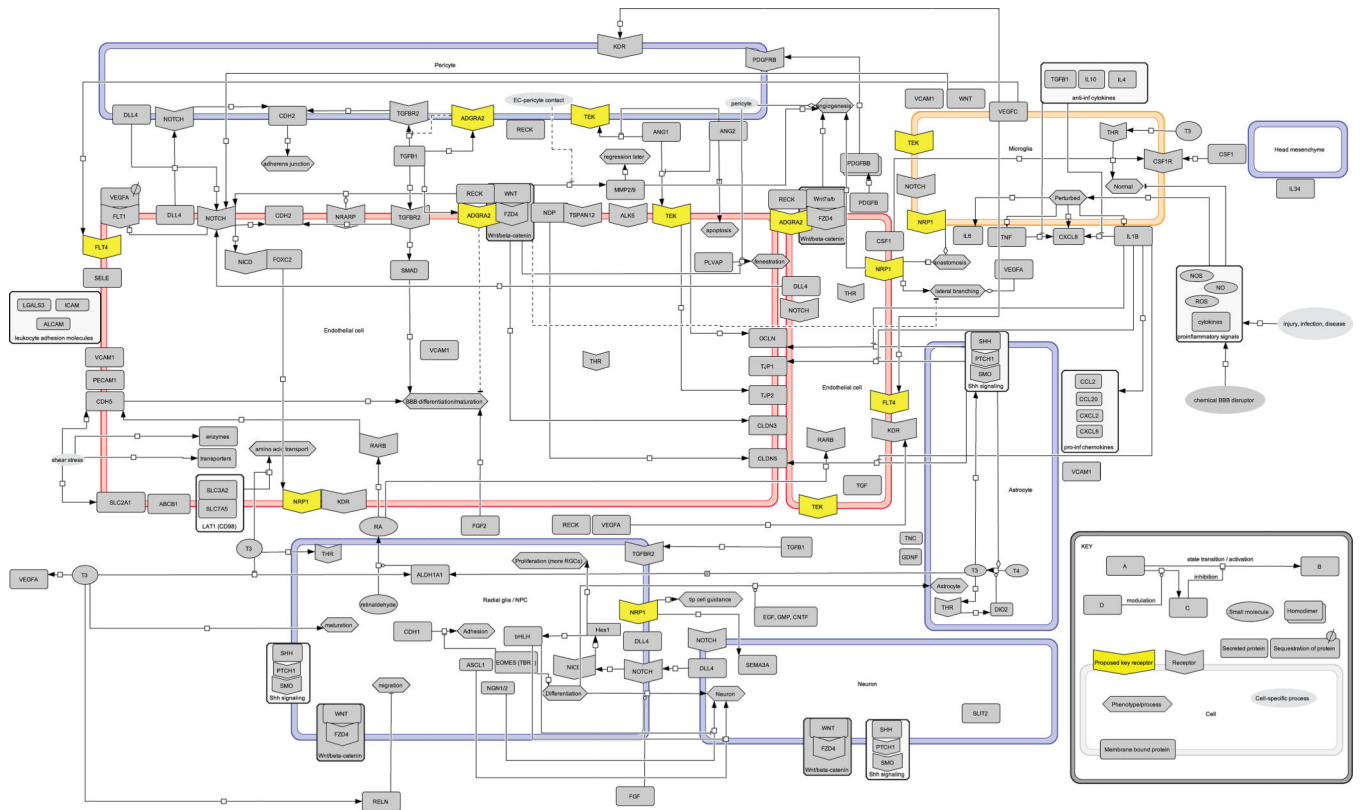 KDR
PDGFRB
Pericyte
TGFB1
IL10
IL4
anti-inf cytokines
EC-pericyte contact
pericyte
angiogenesis
VCAM1
WNT
VEGFC
DLL4
NOTCH
CDH2
TGFBR2
ADGRA2
RECK
TEK
ANG1
ANG2
TEK
THR
T3
CSF1
Head mesenchyme
IL34
Microglia
CSF1R
adherens junction
TGFB1
regression later
PDGFBB
PDGFB
NOTCH
Normal
VEGFA
FLT1
DLL4
NOTCH
CDH2
NRARP
TGFBR2
ADGRA2
RECK
WNT
FZD4
Wnt/beta-catenin
NDP
TSPAN12
MMP2/9
ALK5
TEK
apoptosis
RECK
ADGRA2
Wnt7a/b
FZD4
Wnt/beta-catenin
NRP1
Perturbed
IL6
TNF
CXCL8
IL1B
FLT4
SELE
NICD
FOXC2
SMAD
PLVAP
fenestration
CSF1
NRP1
anastomosis
VEGFA
lateral branching
DLL4
NOTCH
THR
NOS
NO
ROS
cytokines
proinflammatory signals
injury, infection, disease
LGALS3
ICAM
ALCAM
leukocyte adhesion molecules
Endothelial cell
VCAM1
THR
OCLN
TJP1
TJP2
CLDN3
CLDN5
Endothelial cell
FLT4
KDR
SHH
PTCH1
SMO
Shh signaling
CCL2
CCL20
CXCL2
CXCL6
pro-inf chemokines
chemical BBB disruptor
VCAM1
VCAM1
PECAM1
CDH5
BBB differentiation/maturation
shear stress
enzymes
transporters
amino acid transport
RARB
RARB
TGF
TEK
Astrocyte
SLC2A1
ABCB1
SLC3A2
SLC7A5
LAT1 (CD98)
NRP1
KDR
RA
FGF2
RECK
VEGFA
TNC
GDNF
T3
THR
TGFBR2
TGFB1
Proliferation (more RGCs)
VEGFA
T3
ALDH1A1
Astrocyte
T3
T4
THR
DIO2
retinaldehyde
Radial glia / NPC
NRP1
tip cell guidance
EGF, GMP, CNTF
maturation
CDH1
Adhesion
bHLH
Hes1
DLL4
NOTCH
SHH
PTCH1
SMO
Shh signaling
ASCL1
NICD
NOTCH
DLL4
SEMA3A
NGN1/2
Differentiation
Neuron
Neuron
migration
SLIT2
WNT
FZD4
Wnt/beta-catenin
WNT
FZD4
Wnt/beta-catenin
SHH
PTCH1
SMO
Shh signaling
RELN
FGF
KEY
state transition / activation
A
B
inhibition
D
modulation
C
Small molecule
Homodimer
Secreted protein
Sequestration of protein
Proposed key receptor
Receptor
Phenotype/process
Cell-specific process
Cell
Membrane bound protein